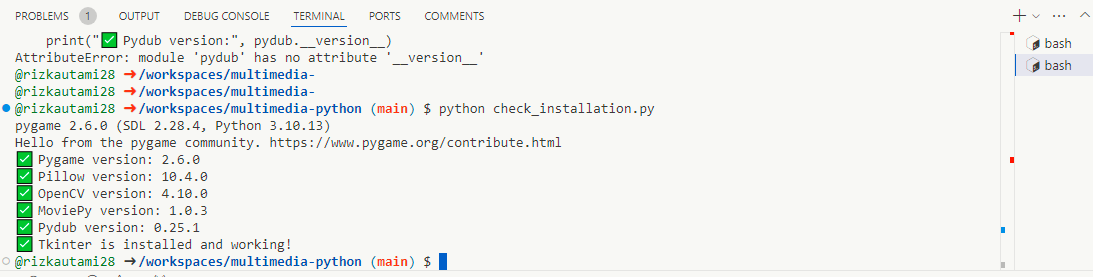 PROBLEMS 1 OUTPUT DEBUG CONSOLE TERMINAL PORTS COMMENTS
print("✅ Pydub version:", pydub.__version__)
AttributeError: module 'pydub' has no attribute '__version__'
@rizkautami28 ➜ /workspaces/multimedia-
@rizkautami28 ➜ /workspaces/multimedia-
@rizkautami28 ➜ /workspaces/multimedia-python (main) $ python check_installation.py
pygame 2.6.0 (SDL 2.28.4, Python 3.10.13)
Hello from the pygame community. https://www.pygame.org/contribute.html
✅ Pygame version: 2.6.0
✅ Pillow version: 10.4.0
✅ OpenCV version: 4.10.0
✅ MoviePy version: 1.0.3
✅ Pydub version: 0.25.1
✅ Tkinter is installed and working!
@rizkautami28 ➜ /workspaces/multimedia-python (main) $
bash
bash